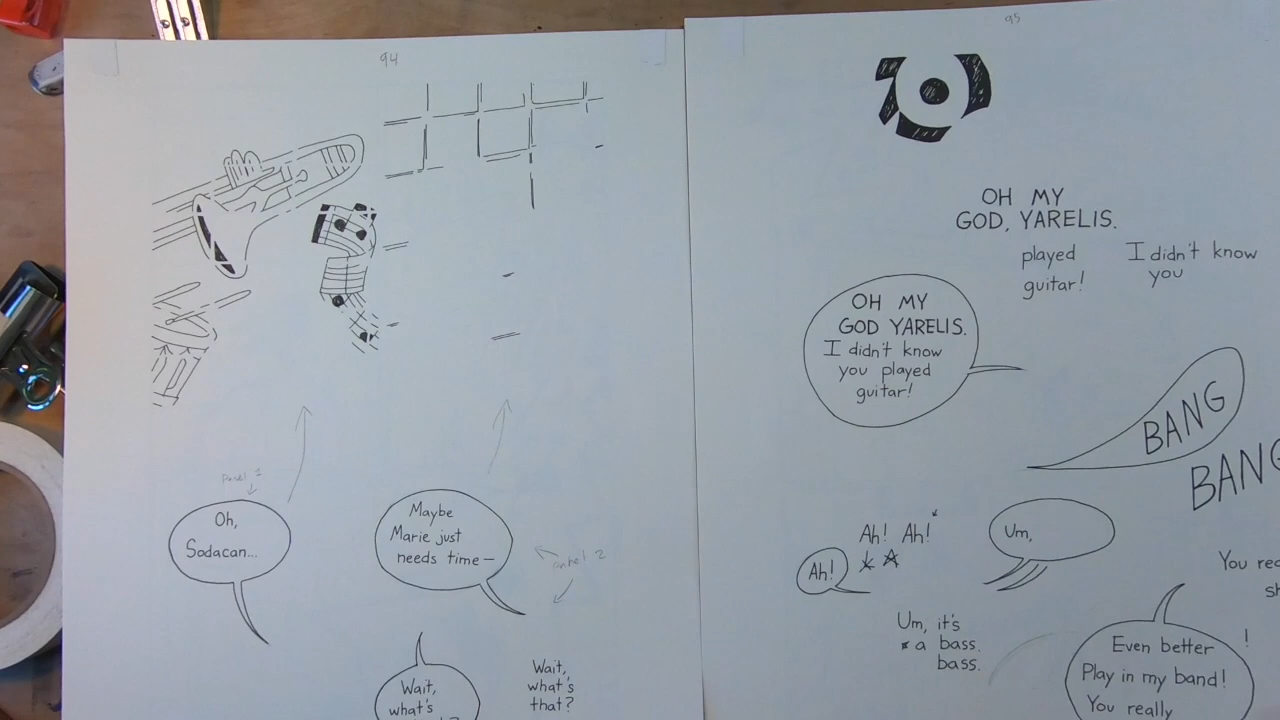 94
Panel 1
Oh,
Sodacan...
Maybe
Marie just
needs time—
2
Wait,
what's
Wait,
what's
that?
95
OH MY
GOD, YARELIS.
played
guitar!
I didn't know
you
OH MY
GOD YARELIS.
I didn't know
you played
guitar!
BANG
BANG
Ah! Ah!
Ah!
Um,
You
Um, it's
a bass.
bass.
Even better
!
Play in my band!
You really